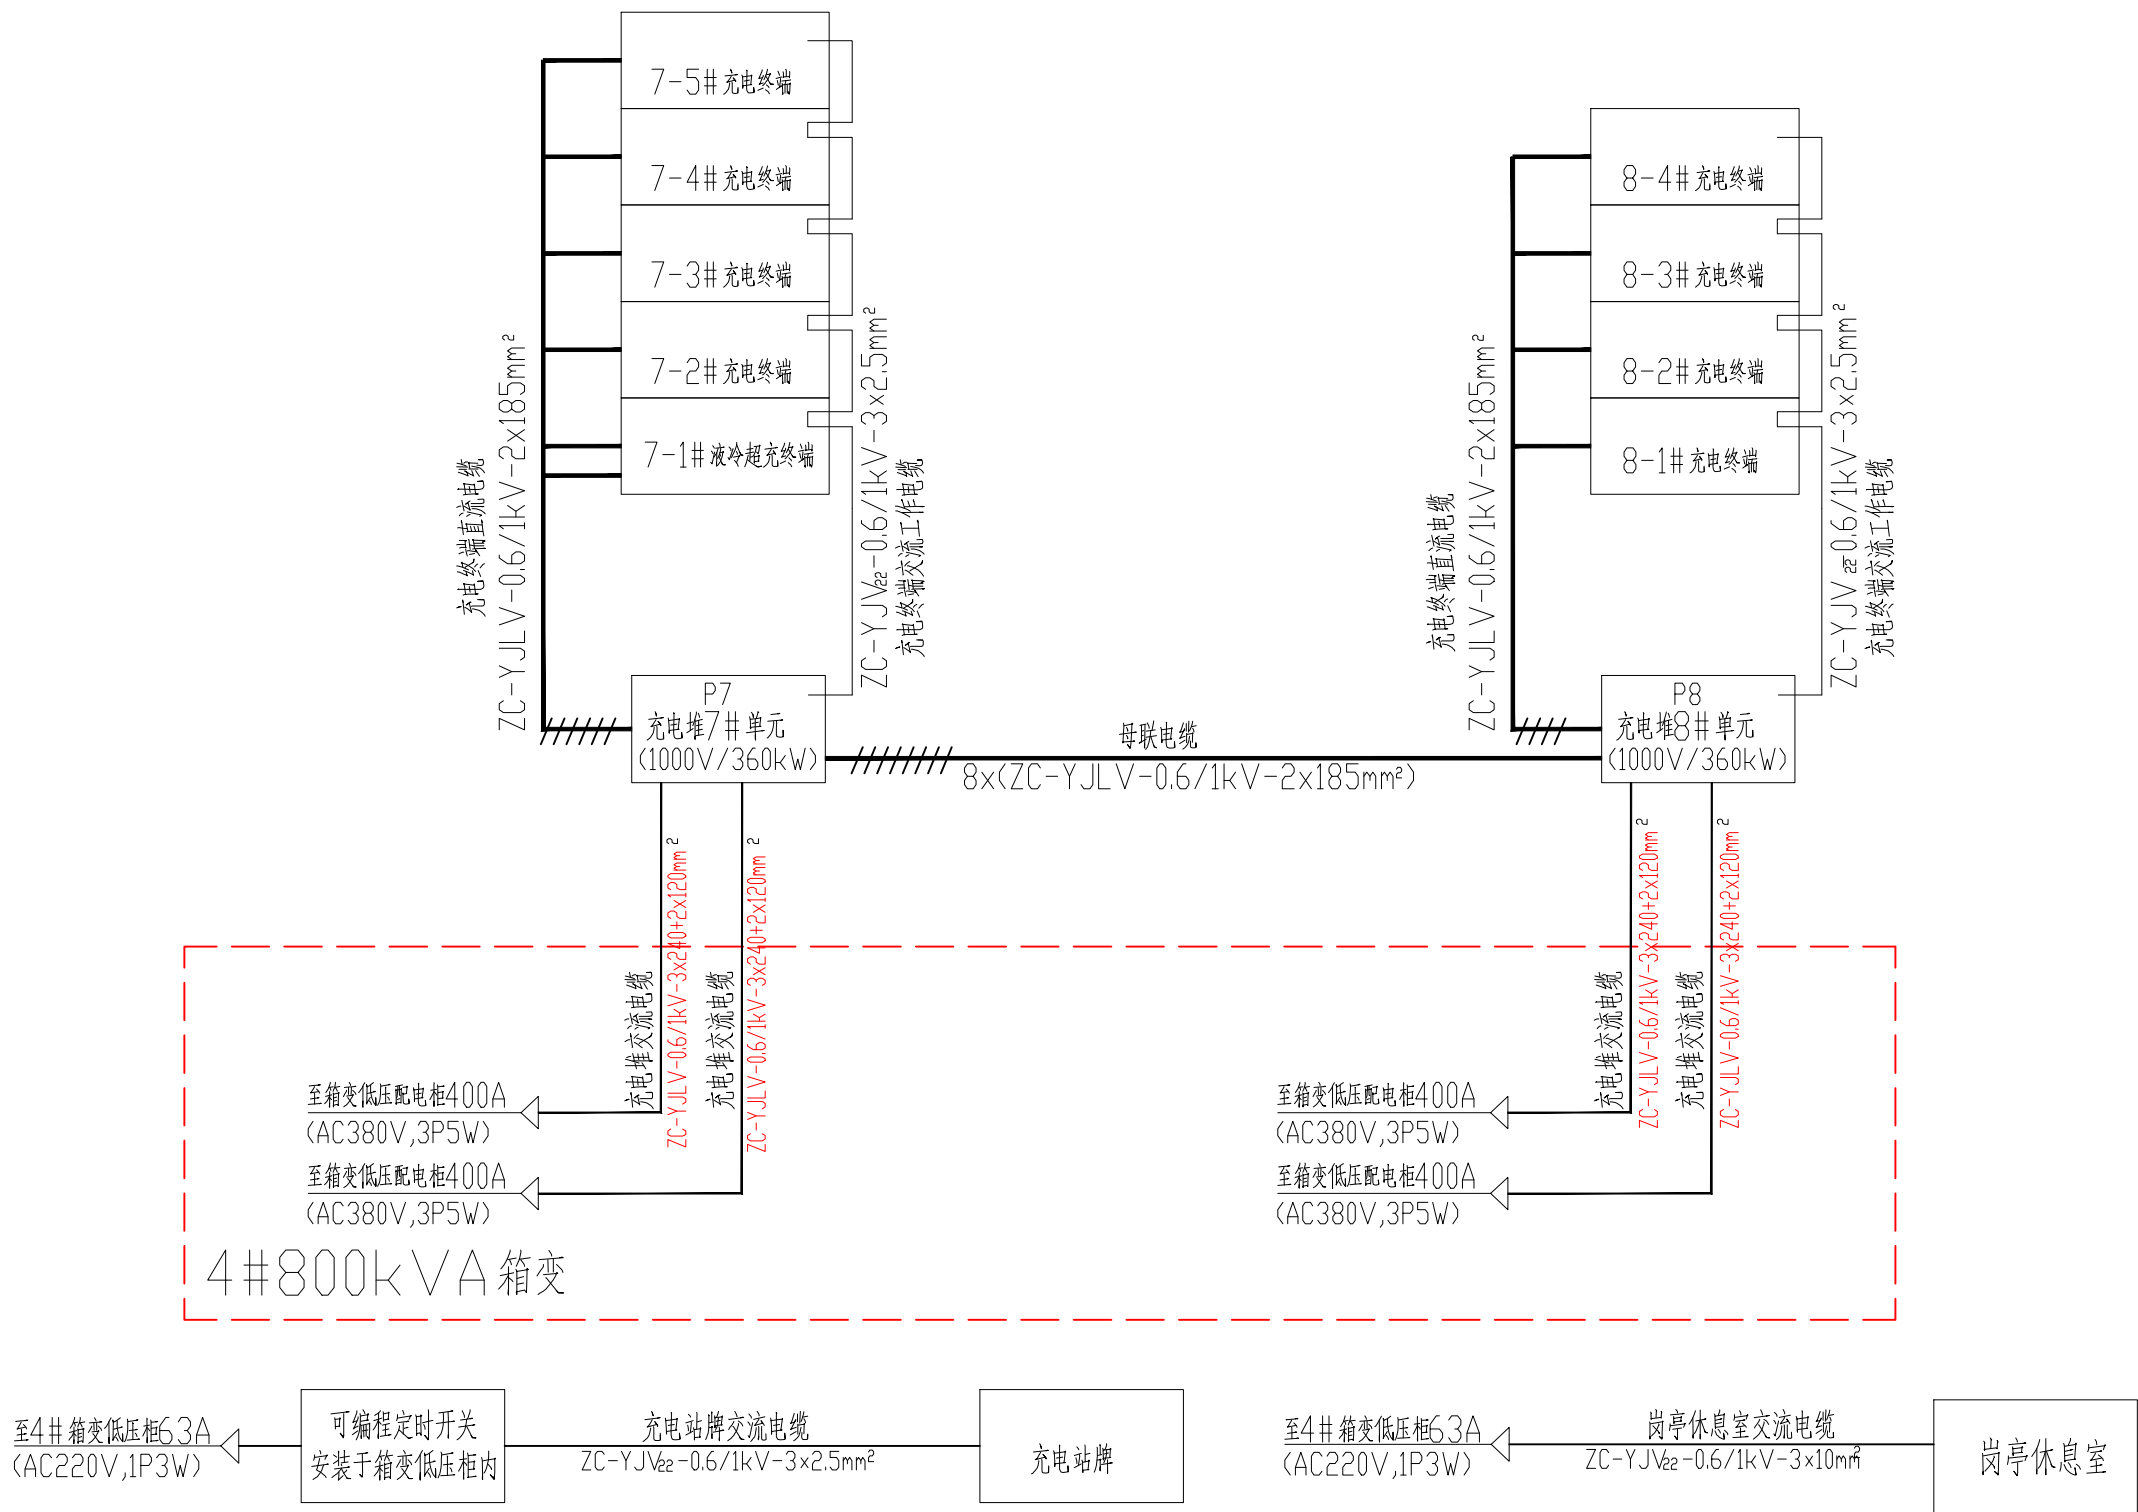 7-5#充电终端
7-4#充电终端
7-3#充电终端
7-2#充电终端
7-1#液冷超充终端
充电终端直流电缆
ZC-YJLV-0.6/1kV-2x185mm²
ZC-YJV22-0.6/1kV-3x2.5mm²
充电终端交流工作电缆
8-4#充电终端
8-3#充电终端
8-2#充电终端
8-1#充电终端
充电终端直流电缆
ZC-YJLV-0.6/1kV-2x185mm²
ZC-YJV22-0.6/1kV-3x2.5mm²
充电终端交流工作电缆
P7
充电堆7#单元
(1000V/360kW)
母联电缆
8x(ZC-YJLV-0.6/1kV-2x185mm²)
P8
充电堆8#单元
(1000V/360kW)
充电堆交流电缆
ZC-YJLV-0.6/1kV-3x240+2x120mm²
充电堆交流电缆
ZC-YJLV-0.6/1kV-3x240+2x120mm²
充电堆交流电缆
ZC-YJLV-0.6/1kV-3x240+2x120mm²
充电堆交流电缆
ZC-YJLV-0.6/1kV-3x240+2x120mm²
至箱变低压配电柜400A
(AC380V,3P5W)
至箱变低压配电柜400A
(AC380V,3P5W)
至箱变低压配电柜400A
(AC380V,3P5W)
至箱变低压配电柜400A
(AC380V,3P5W)
4#800kVA箱变
至4#箱变低压柜63A
(AC220V,1P3W)
可编程定时开关
安装于箱变低压柜内
充电站牌交流电缆
ZC-YJV22-0.6/1kV-3×2.5mm²
充电站牌
至4#箱变低压柜63A
(AC220V,1P3W)
岗亭休息室交流电缆
ZC-YJV22-0.6/1kV-3×10mm²
岗亭休息室